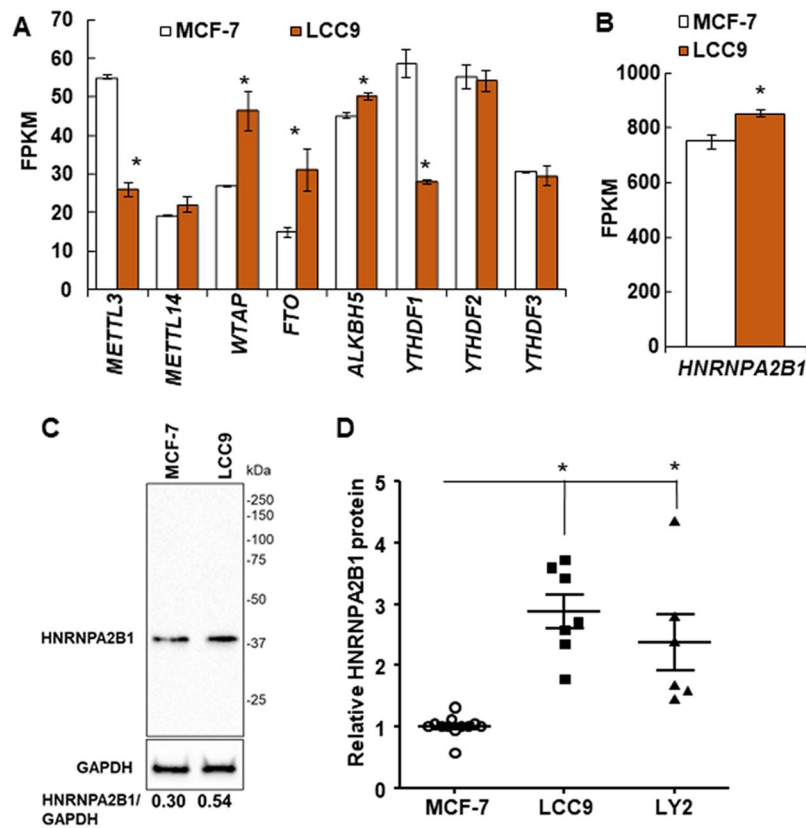 A
MCF-7 LCC9
FPKM
70
60
50
40
30
20
10
0
* * * * *
METTL3 METTL14 WTAP FTO ALKBH5 YTHDF1 YTHDF2 YTHDF3
B
MCF-7
LCC9
FPKM
1000
800
600
400
200
0
*
HNRNPA2B1
C
MCF-7 LCC9
kDa
-250
-150
-100
-75
-50
-37
-25
HNRNPA2B1
GAPDH
HNRNPA2B1/ 0.30 0.54
GAPDH
D
Relative HNRNPA2B1 protein
* *
5
4
3
2
1
0
MCF-7 LCC9 LY2